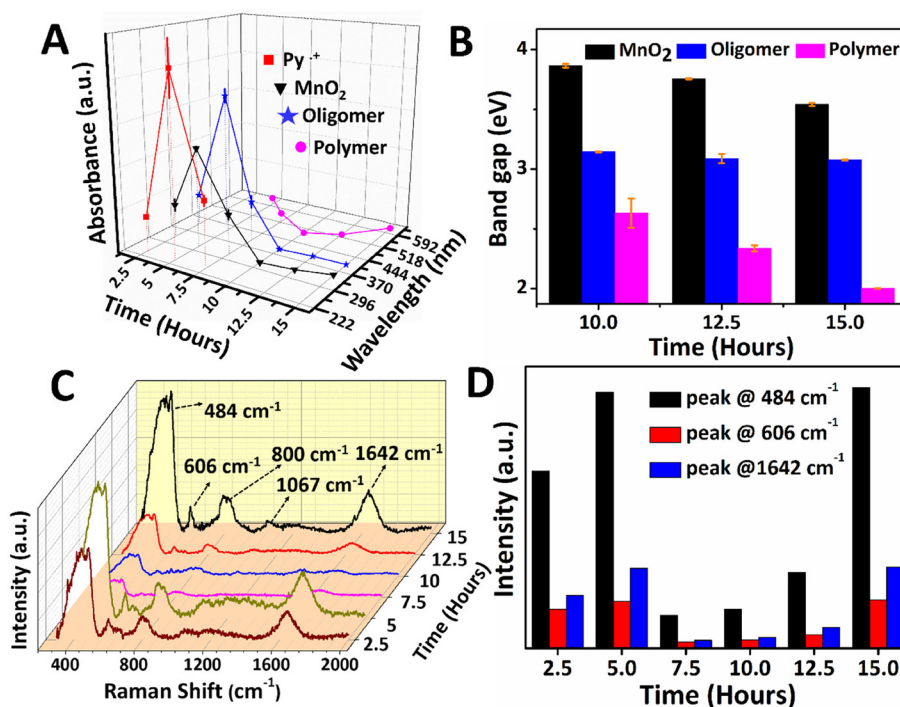 A
Absorbance (a.u.)
Py ·+
MnO2
Oligomer
Polymer
2.5
5
7.5
10
12.5
15
Time (Hours)
222
296
370
444
518
592
Wavelength (nm)
B
MnO2 Oligomer Polymer
Band gap (eV)
4
3
2
10.0 12.5 15.0
Time (Hours)
C
484 cm-1
606 cm-1
800 cm-1
1067 cm-1
1642 cm-1
Intensity (a.u.)
400 800 1200 1600 2000
Raman Shift (cm-1)
2.5
5
7.5
10
12.5
15
Time (Hours)
D
peak @ 484 cm-1
peak @ 606 cm-1
peak @1642 cm-1
Intensity (a.u.)
2.5 5.0 7.5 10.0 12.5 15.0
Time (Hours)